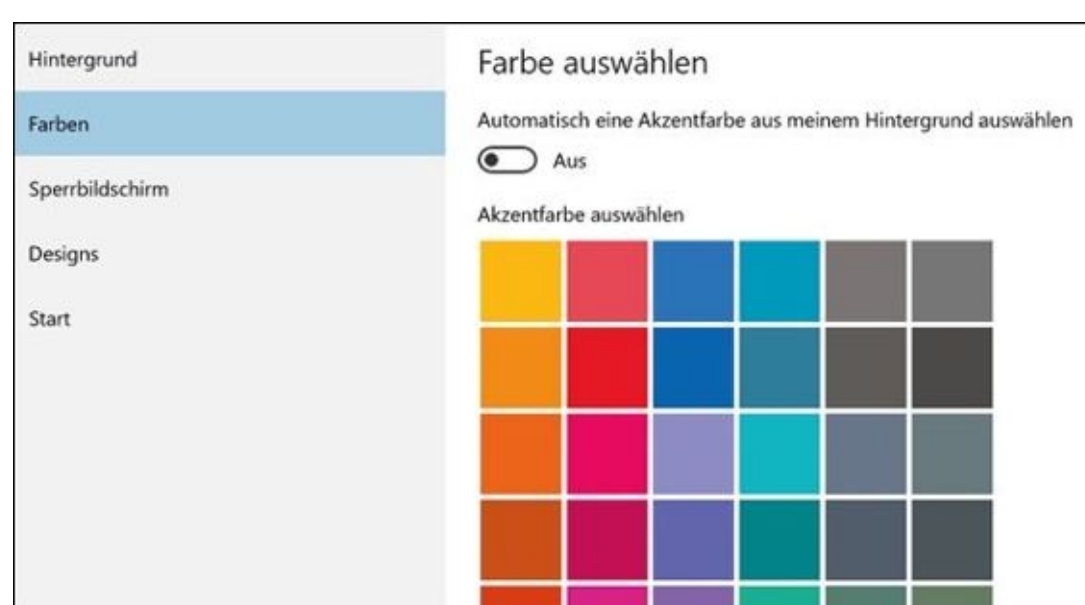 Hintergrund
Farben
Sperrbildschirm
Designs
Start
Farbe auswählen
Automatisch eine Akzentfarbe aus meinem Hintergrund auswählen
Aus
Akzentfarbe auswählen